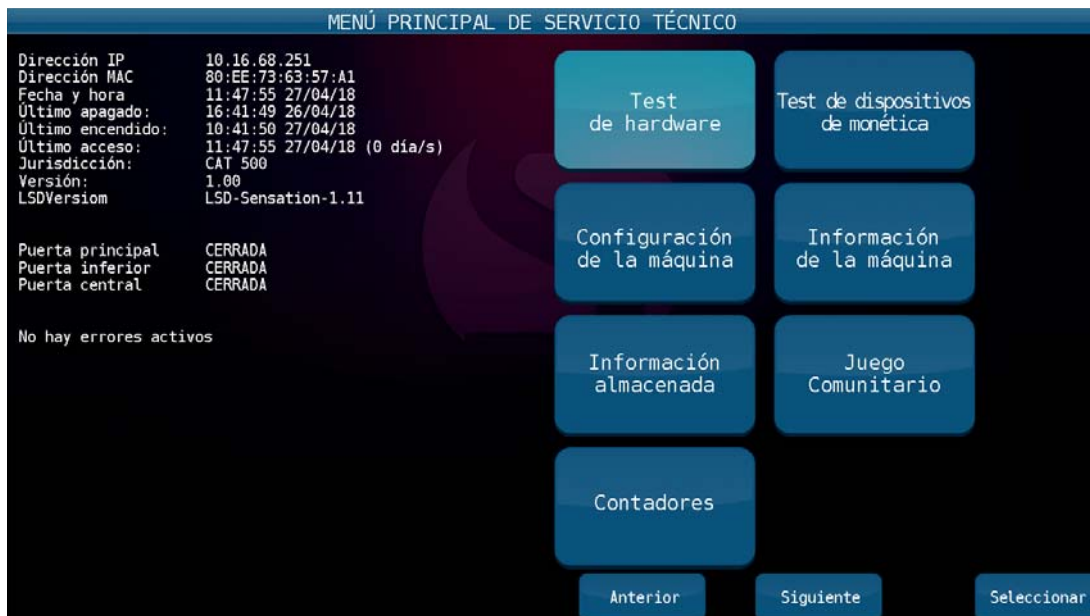 MENÚ PRINCIPAL DE SERVICIO TÉCNICO
Dirección IP 10.16.68.251
Dirección MAC 80:EE:73:63:57:A1
Fecha y hora 11:47:55 27/04/18
Último apagado: 16:41:49 26/04/18
Último encendido: 10:41:50 27/04/18
Último acceso: 11:47:55 27/04/18 (0 día/s)
Jurisdicción: CAT 500
Versión: 1.00
LSDVersiom LSD-Sensation-1.11
Puerta principal CERRADA
Puerta inferior CERRADA
Puerta central CERRADA
No hay errores activos
Test
de hardware
Test de dispositivos
de monética
Configuración
de la máquina
Información
de la máquina
Información
almacenada
Juego
Comunitario
Contadores
Anterior
Siguiente
Seleccionar